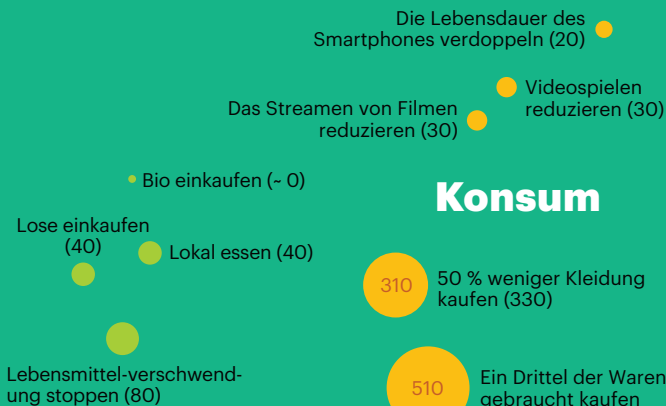 Die Lebensdauer des
Smartphones verdoppeln (20)
Videospielen
reduzieren (30)
Das Streamen von Filmen
reduzieren (30)
Bio einkaufen (~ 0)
Konsum
Lose einkaufen
(40)
Lokal essen (40)
310
50 % weniger Kleidung
kaufen (330)
Lebensmittel-verschwend-
ung stoppen (80)
510
Ein Drittel der Waren
gebraucht kaufen